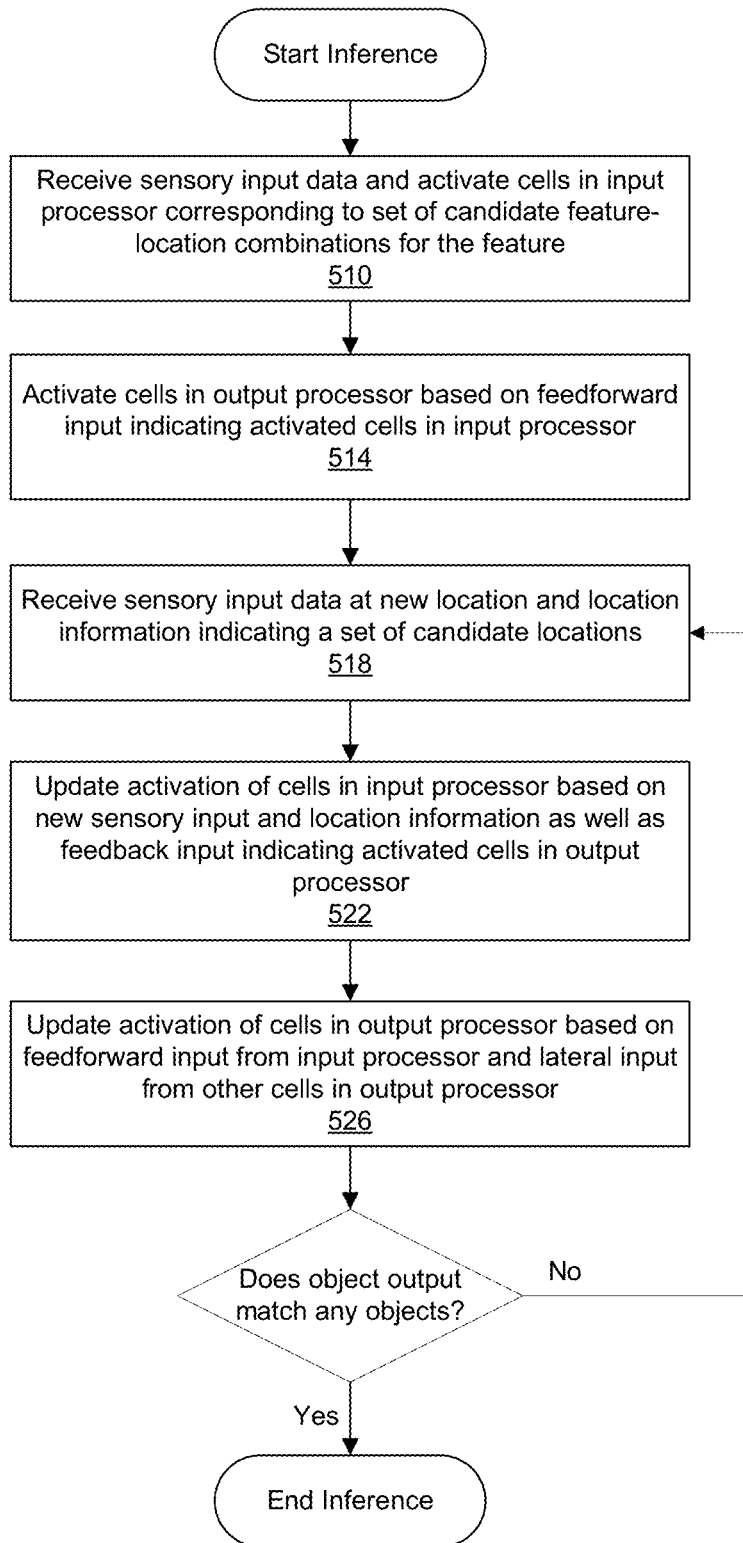 Start Inference
Receive sensory input data and activate cells in input
processor corresponding to set of candidate feature-
location combinations for the feature
510
Activate cells in output processor based on feedforward
input indicating activated cells in input processor
514
Receive sensory input data at new location and location
information indicating a set of candidate locations
518
Update activation of cells in input processor based on
new sensory input and location information as well as
feedback input indicating activated cells in output
processor
522
Update activation of cells in output processor based on
feedforward input from input processor and lateral input
from other cells in output processor
526
Does object output
match any objects?
No
Yes
End Inference